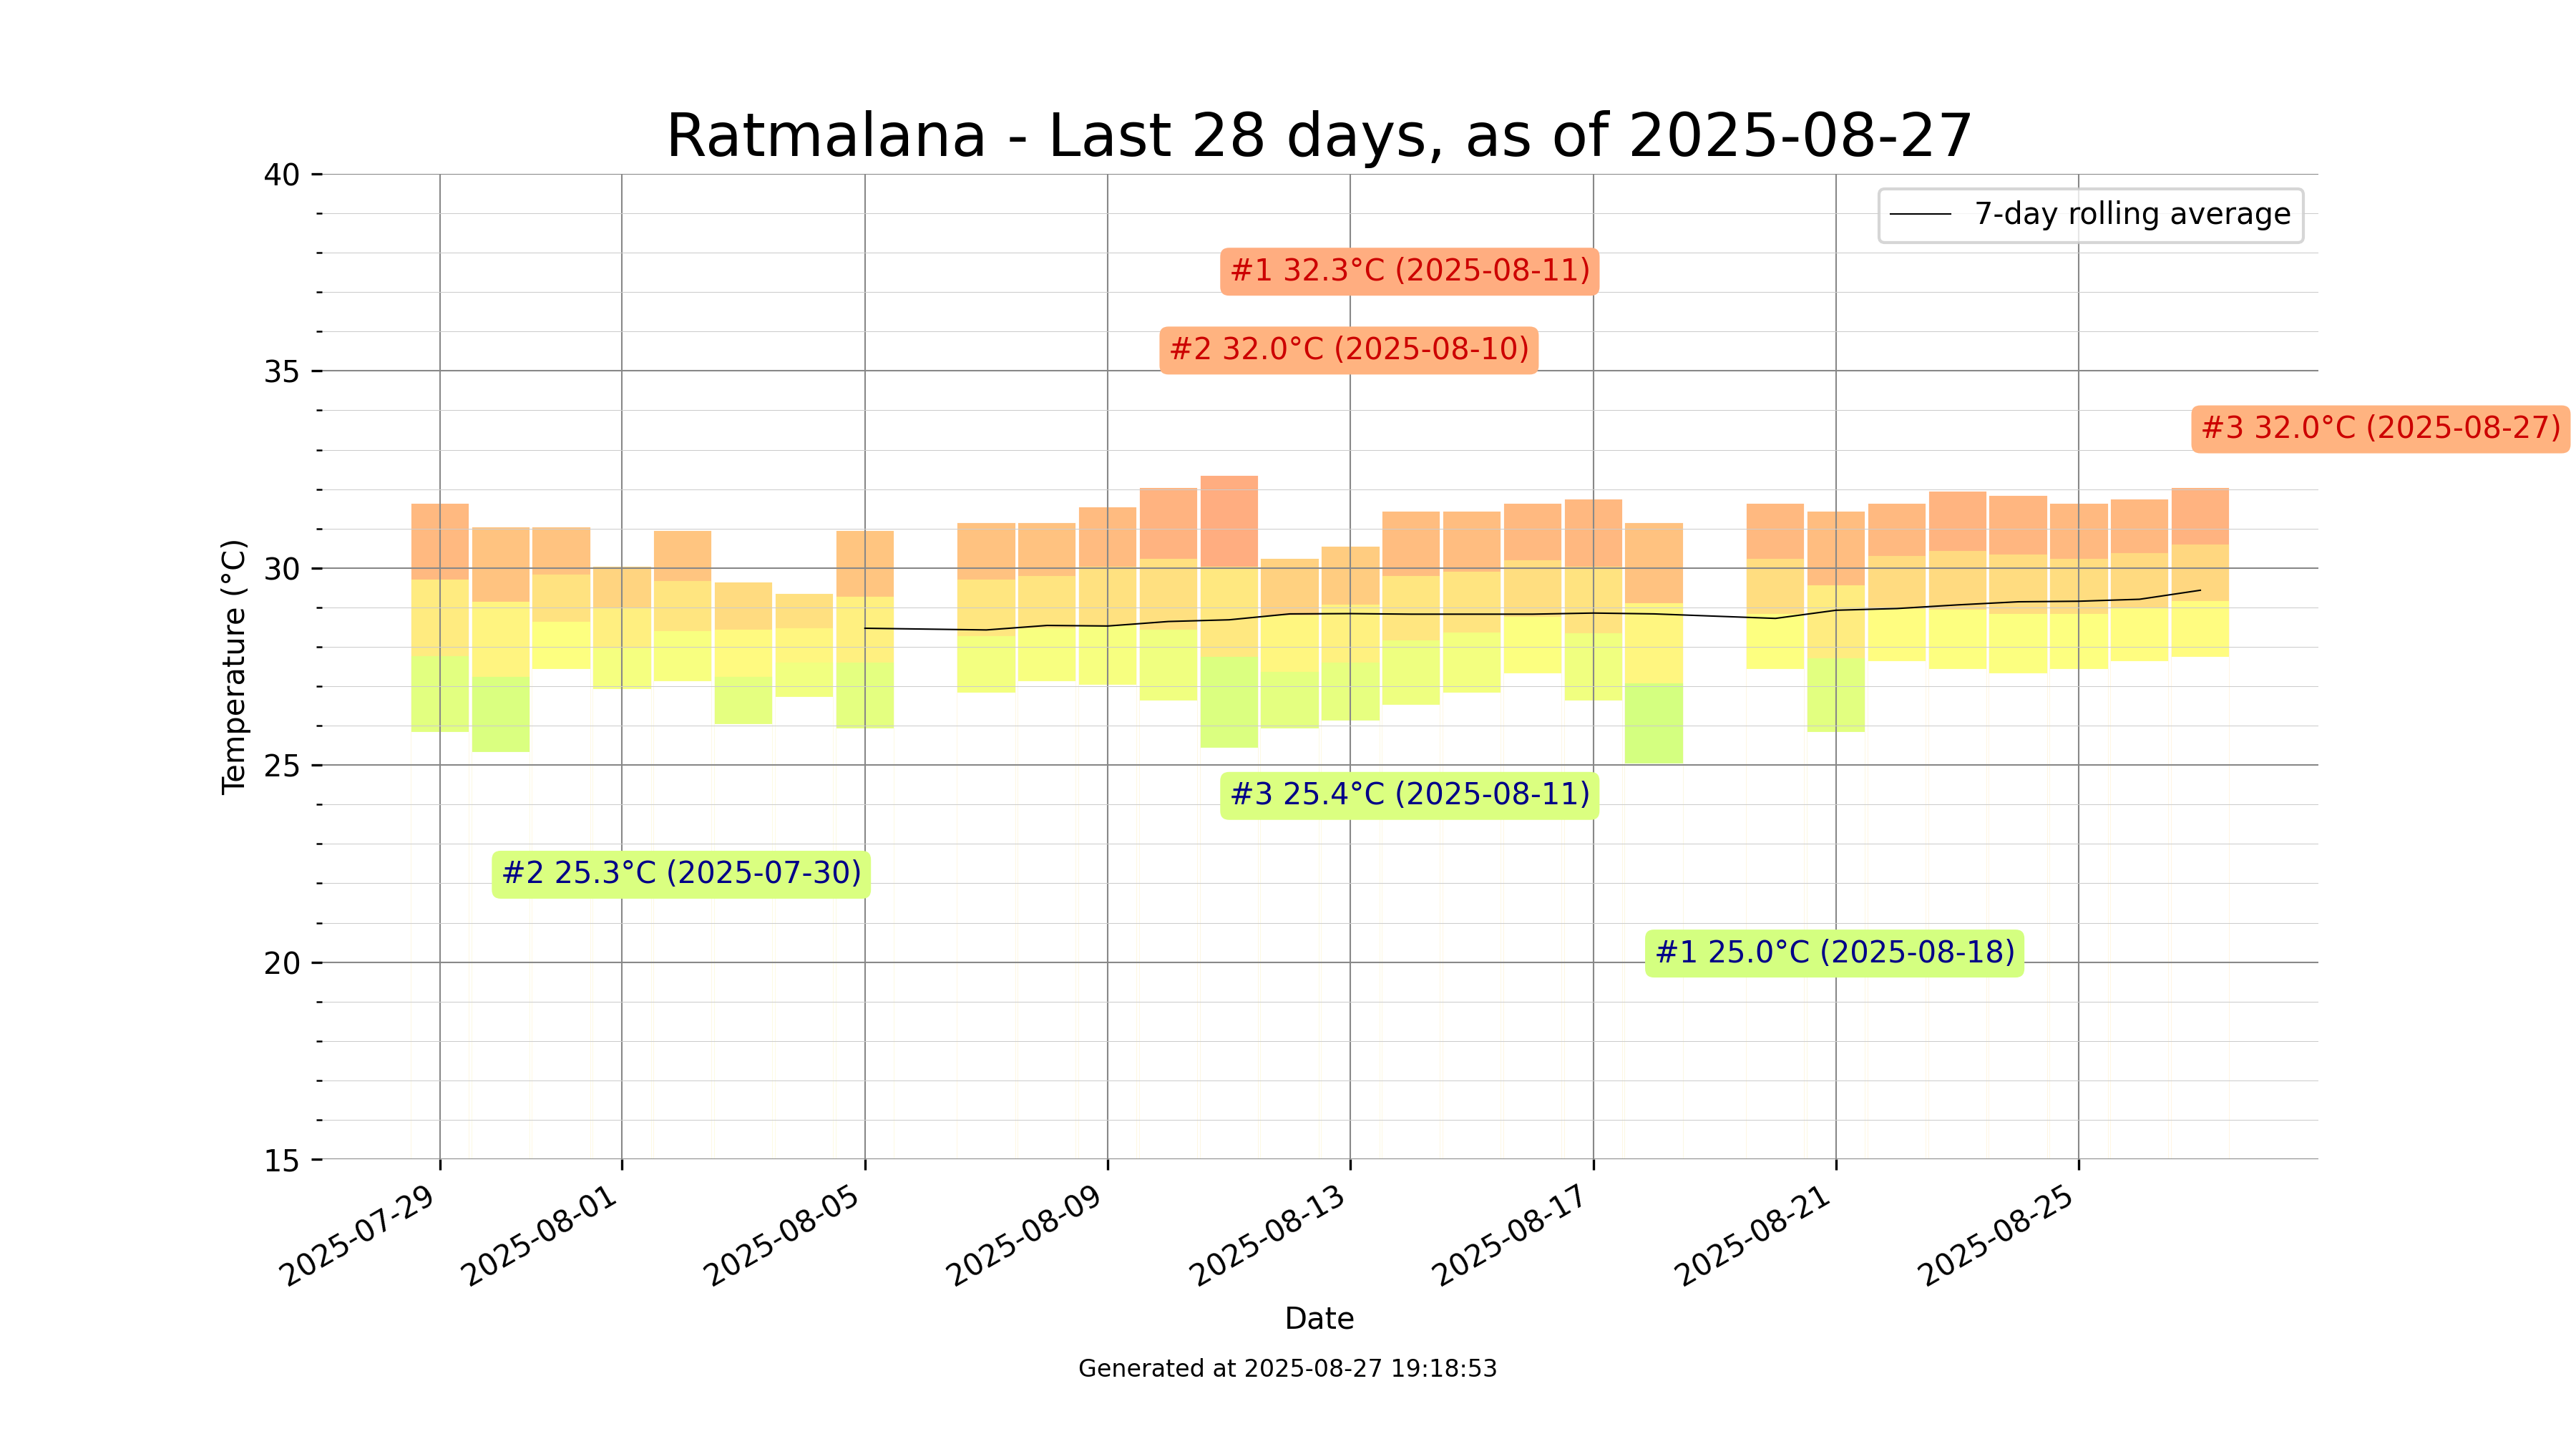 Ratmalana - Last 28 days, as of 2025-08-27
40
7-day rolling average
#1 32.3°C (2025-08-11)
#2 32.0°C (2025-08-10)
35
#3 32.0°C (2025-08-27)
30
Temperature (°C)
25
#3 25.4°C (2025-08-11)
#2 25.3°C (2025-07-30)
#1 25.0°C (2025-08-18)
20
15
2025-07-29
2025-08-01
2025-08-05
2025-08-09
2025-08-13
2025-08-17
2025-08-21
2025-08-25
Date
Generated at 2025-08-27 19:18:53